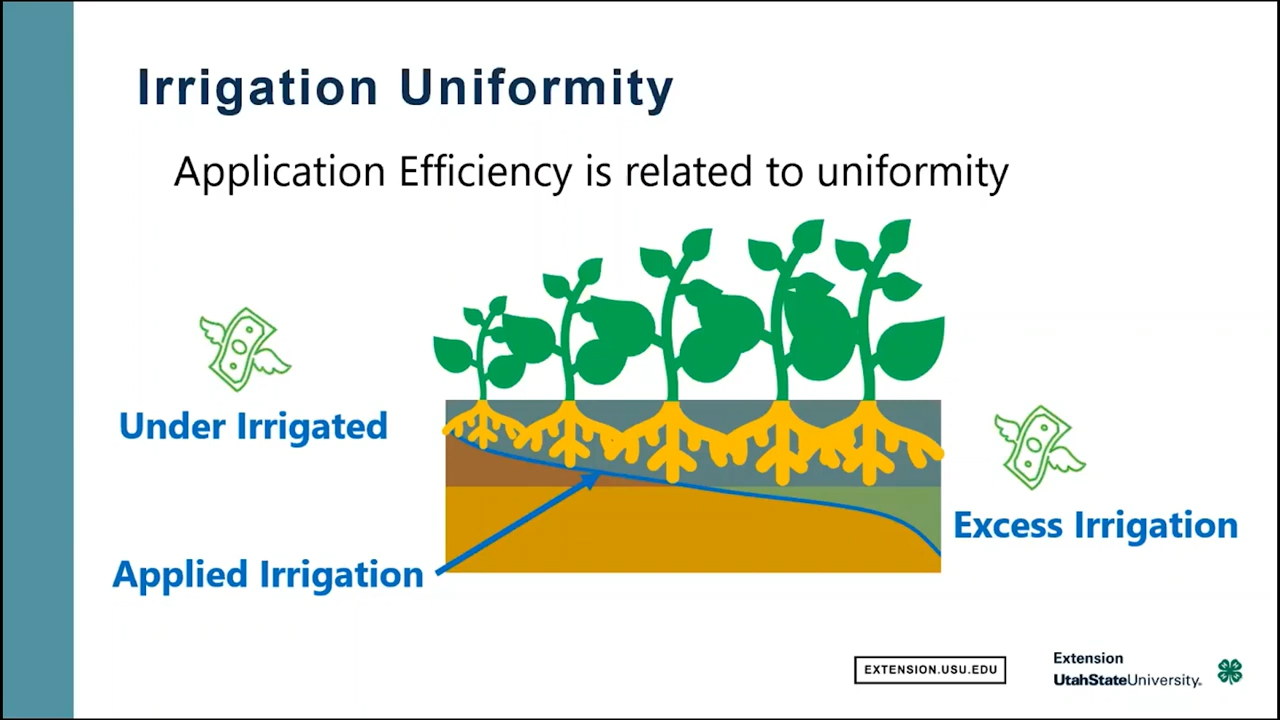 Irrigation Uniformity
Application Efficiency is related to uniformity
Under Irrigated
Excess Irrigation
Applied Irrigation
EXTENSION.USU.EDU
Extension
UtahStateUniversity.